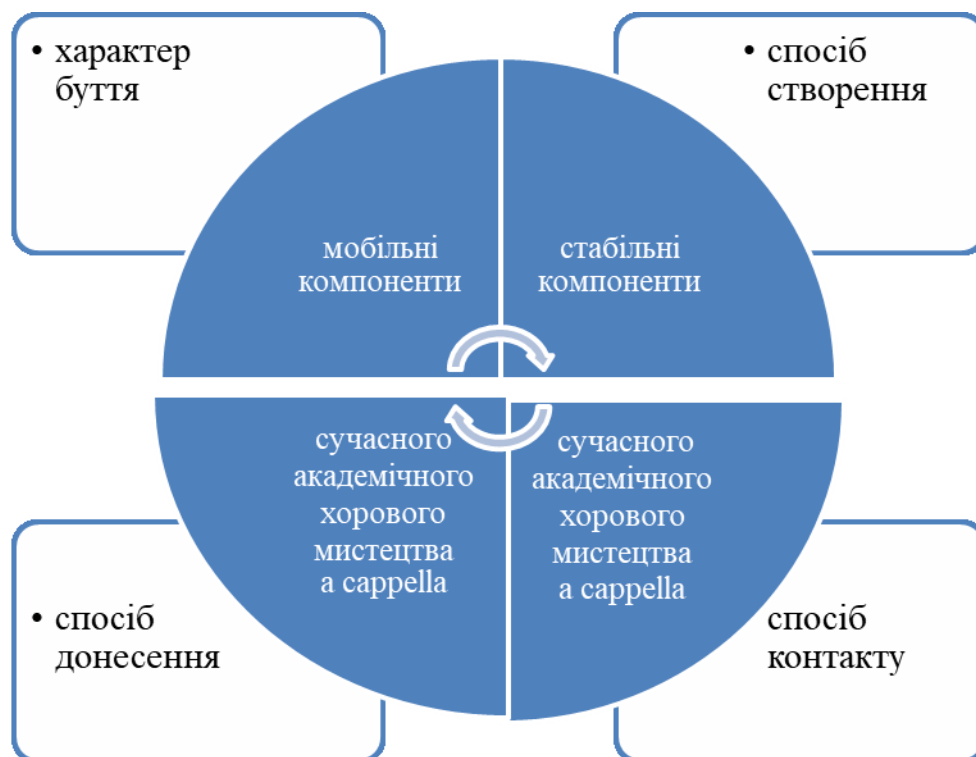 • характер
буття
• спосіб
створення
мобільні
компоненти
стабільні
компоненти
сучасного
академічного
хорового
мистецтва
a cappella
сучасного
академічного
хорового
мистецтва
a cappella
• спосіб
донесення
спосіб
контакту